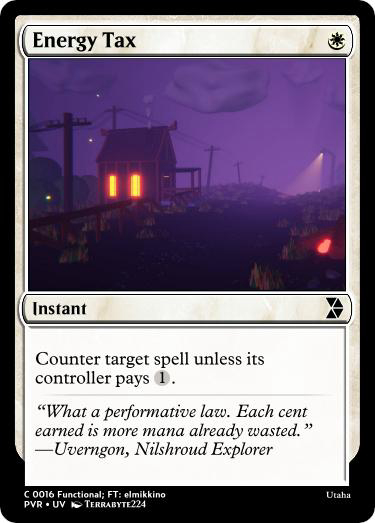 Energy Tax
Instant
Counter target spell unless its
controller pays 1.
“What a performative law. Each cent
earned is more mana already wasted.”
—Uverngon, Nilshroud Explorer
C 0016 Functional; FT: elmikkino
Utaha
PVR • UV Terrabyte224